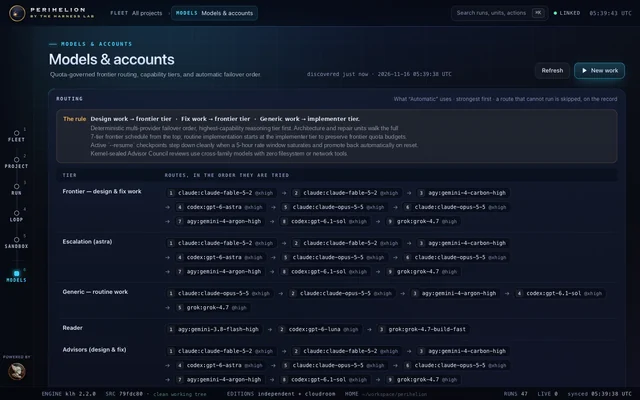 PERIHELION
BY THE HARNESS LAB
FLEET All projects › MODELS Models & accounts
Search runs, units, actions ⌘K
LINKED 05:39:43 UTC
— MODELS & ACCOUNTS
Models & accounts
Quota-governed frontier routing, capability tiers, and automatic failover order.
discovered just now · 2026-11-16 05:39:38 UTC
Refresh
New work
FLEET
PROJECT
RUN
LOOP
SANDBOX
MODELS
POWERED BY
ROUTING
What "Automatic" uses · strongest first · a route that cannot run is skipped, on the record
The rule Design work → frontier tier · Fix work → frontier tier · Generic work → implementer tier.
Deterministic multi-provider failover order, highest-capability reasoning tier first. Architecture and repair units walk the full
7-tier frontier schedule from the top; routine implementation starts at the implementer tier to preserve frontier quota budgets.
Active `--resume` checkpoints step down cleanly when a 5-hour rate window saturates and promote back automatically on reset.
Kernel-sealed Advisor Council reviews use cross-family models with zero filesystem or network tools.
TIER ROUTES, IN THE ORDER THEY ARE TRIED
Frontier — design & fix work
1 claude:claude-fable-5-2 @xhigh → 2 claude:claude-fable-5-2 @xhigh → 3 agy:gemini-4-carbon-high
→ 4 codex:gpt-6-astra @xhigh → 5 claude:claude-opus-5-5 @xhigh → 6 claude:claude-opus-5-5 @xhigh
→ 7 agy:gemini-4-argon-high → 8 codex:gpt-6.1-sol @xhigh → 9 grok:grok-4.7 @xhigh
Escalation (astra)
1 claude:claude-fable-5-2 @xhigh → 2 claude:claude-fable-5-2 @xhigh → 3 agy:gemini-4-carbon-high
→ 4 codex:gpt-6-astra @xhigh → 5 claude:claude-opus-5-5 @xhigh → 6 claude:claude-opus-5-5 @xhigh
→ 7 agy:gemini-4-argon-high → 8 codex:gpt-6.1-sol @xhigh → 9 grok:grok-4.7 @xhigh
Generic — routine work
1 claude:claude-opus-5-5 @xhigh → 2 claude:claude-opus-5-5 @xhigh → 3 agy:gemini-4-argon-high → 4 codex:gpt-6.1-sol @xhigh
→ 5 grok:grok-4.7 @xhigh
Reader
1 agy:gemini-3.8-flash-high → 2 codex:gpt-6-luna @xhigh → 3 grok:grok-4.7-build-fast
Advisors (design & fix)
1 claude:claude-fable-5-2 @xhigh → 2 claude:claude-fable-5-2 @xhigh → 3 agy:gemini-4-carbon-high
→ 4 codex:gpt-6-astra @xhigh → 5 claude:claude-opus-5-5 @xhigh → 6 claude:claude-opus-5-5 @xhigh
→ 7 agy:gemini-4-argon-high → 8 codex:gpt-6.1-sol @xhigh → 9 grok:grok-4.7 @xhigh
ENGINE klh 2.2.0 SRC 79fdc80 · clean working tree EDITIONS independent + cloudroom HOME ~/workspace/perihelion RUNS 47 LIVE 0 synced 05:39:38 UTC